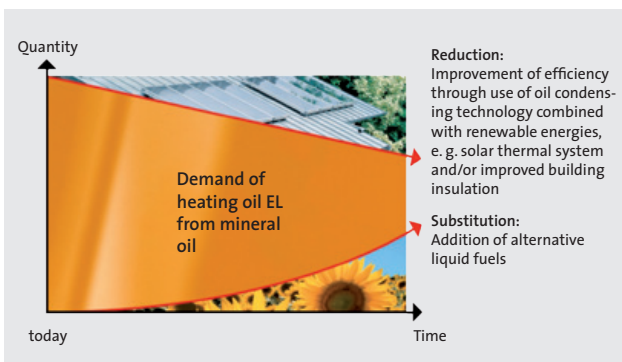 Quantity
Reduction:
Improvement of efficiency
through use of oil condens-
ing technology combined
with renewable energies,
e. g. solar thermal system
and/or improved building
insulation
Demand of
heating oil EL
from mineral
oil
Substitution:
Addition of alternative
liquid fuels
today
Time